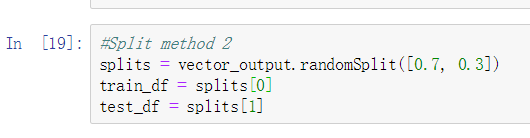 In [19]: #Split method 2
splits = vector_output.randomSplit([0.7, 0.3])
train_df = splits[0]
test_df = splits[1]